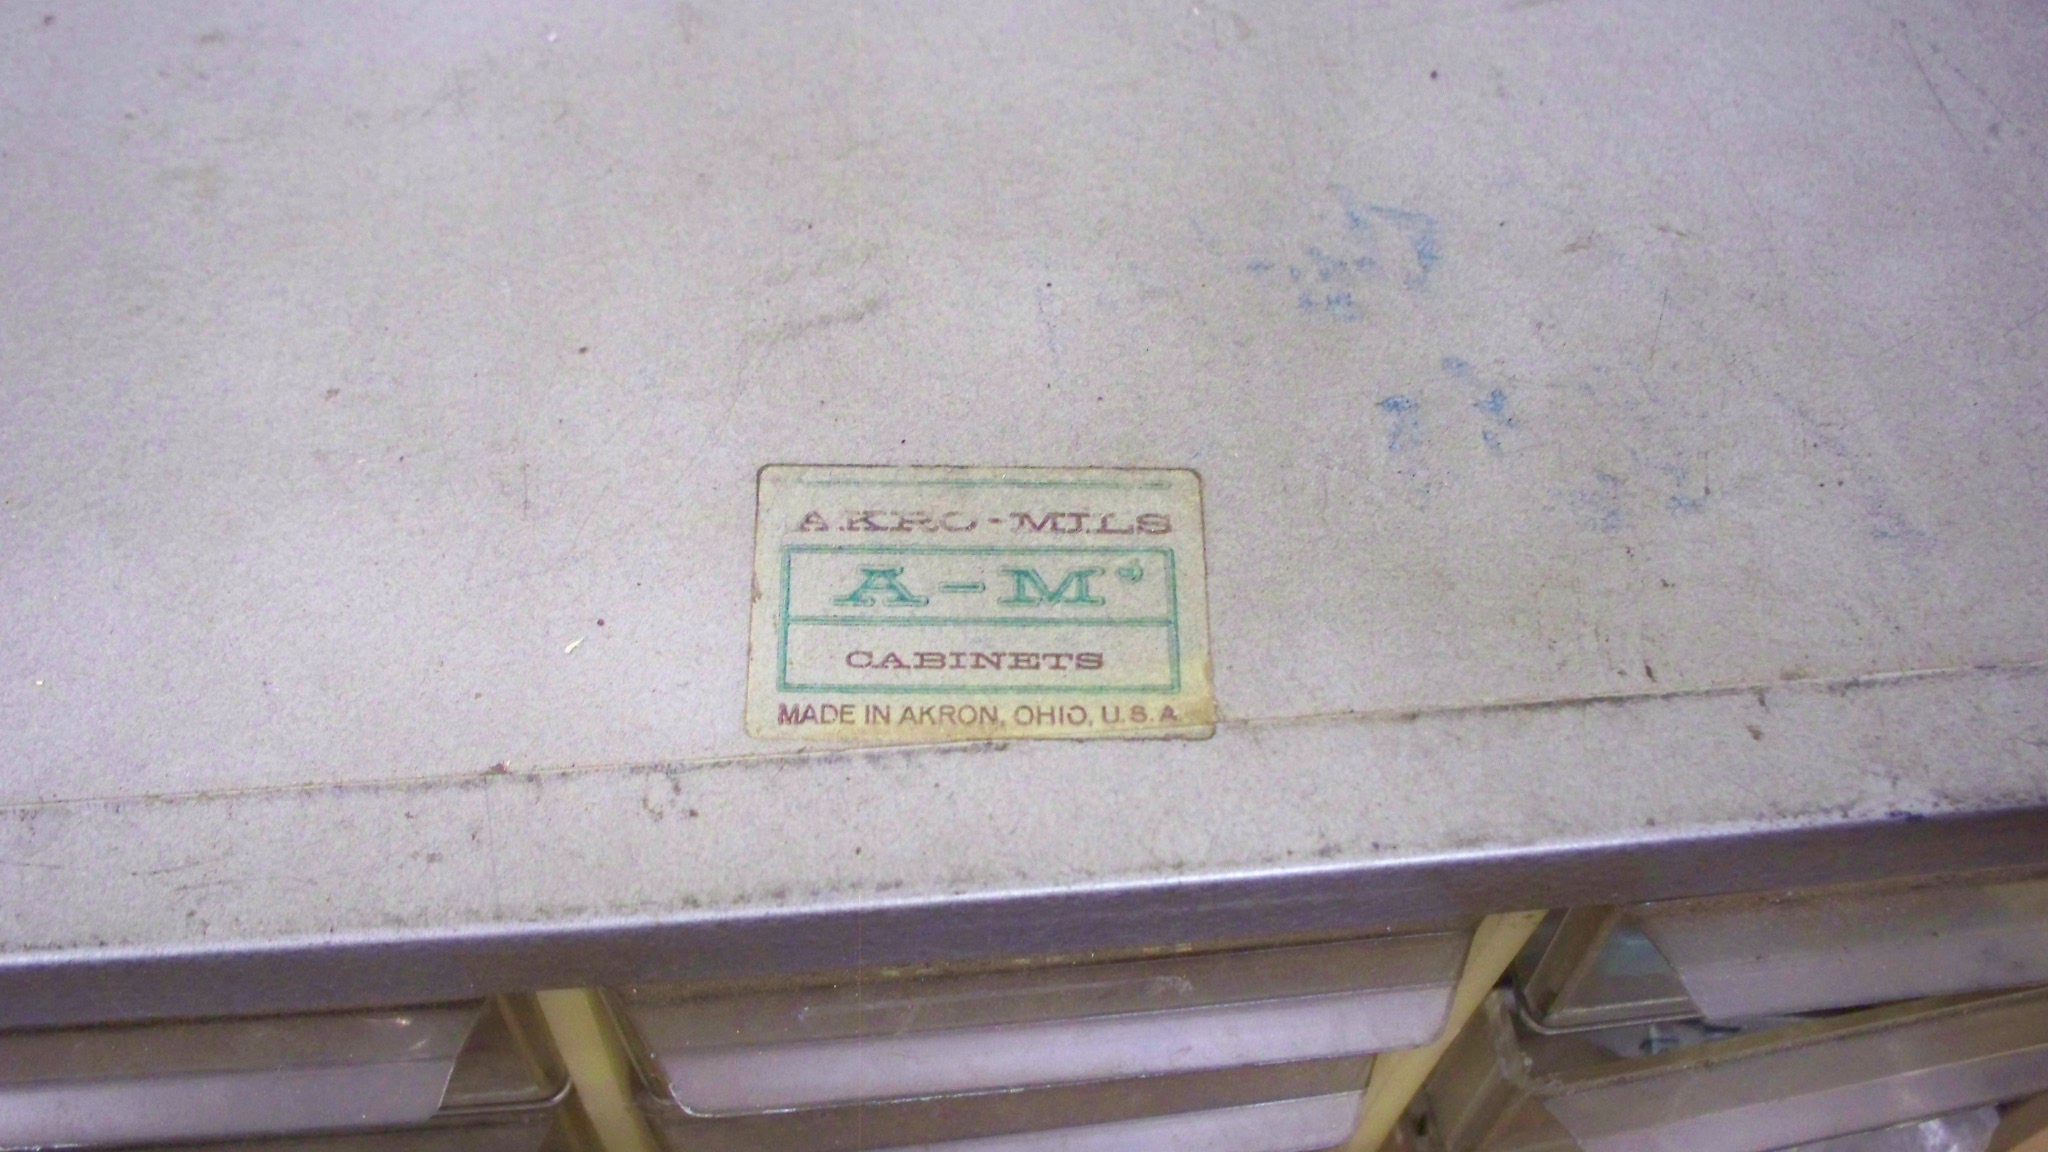 AKRO-MILS
A-M
CABINETS
MADE IN AKRON, OHIO, U.S.A